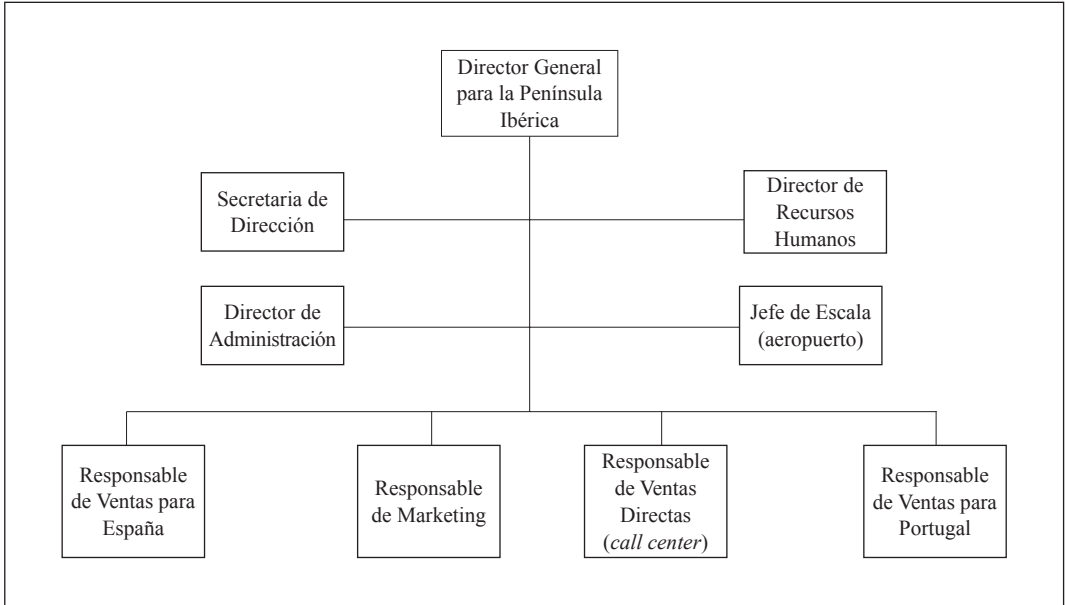 Director General
para la Península
Ibérica
Secretaria de
Dirección
Director de
Recursos
Humanos
Director de
Administración
Jefe de Escala
(aeropuerto)
Responsable
de Ventas para
España
Responsable
de Marketing
Responsable
de Ventas
Directas
(call center)
Responsable
de Ventas para
Portugal